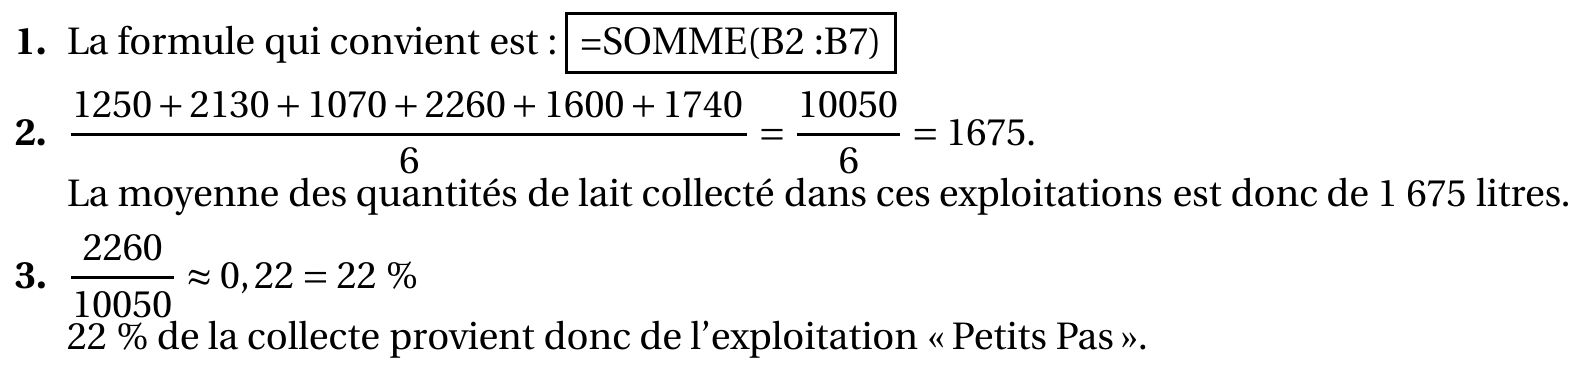 1. La formule qui convient est : =SOMME(B2 :B7)
2. \frac{1250 + 2130 + 1070 + 2260 + 1600 + 1740}{6} = \frac{10050}{6} = 1675.
La moyenne des quantités de lait collecté dans ces exploitations est donc de 1 675 litres.
3. \frac{2260}{10050} ≈ 0,22 = 22 %
22 % de la collecte provient donc de l’exploitation « Petits Pas ».